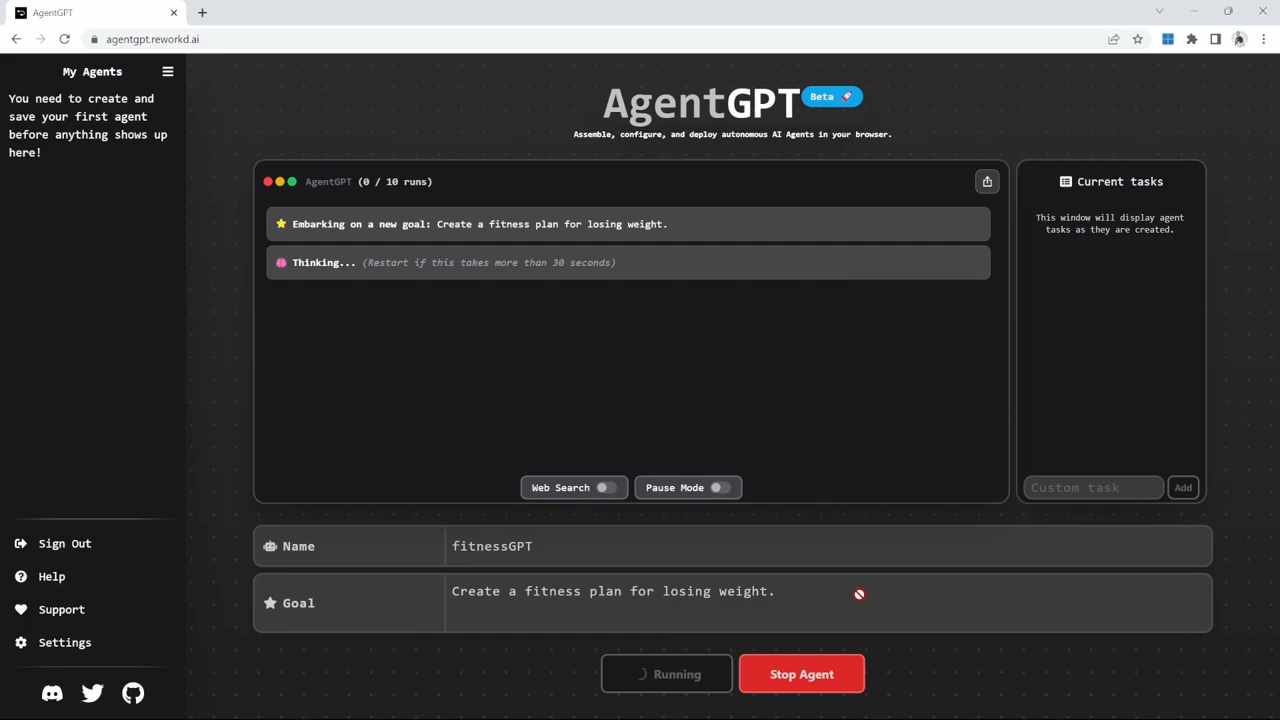 AgentGPT
agentgpt.reworkd.ai
My Agents
You need to create and
save your first agent
before anything shows up
here!
Sign Out
Help
Support
Settings
AgentGPT Beta
Assemble, configure, and deploy autonomous AI Agents in your browser.
AgentGPT (0 / 10 runs)
Embarking on a new goal: Create a fitness plan for losing weight.
Thinking... (Restart if this takes more than 30 seconds)
Web Search
Pause Mode
Current tasks
This window will display agent
tasks as they are created.
Custom task
Add
Name
fitnessGPT
Goal
Create a fitness plan for losing weight.
Running
Stop Agent